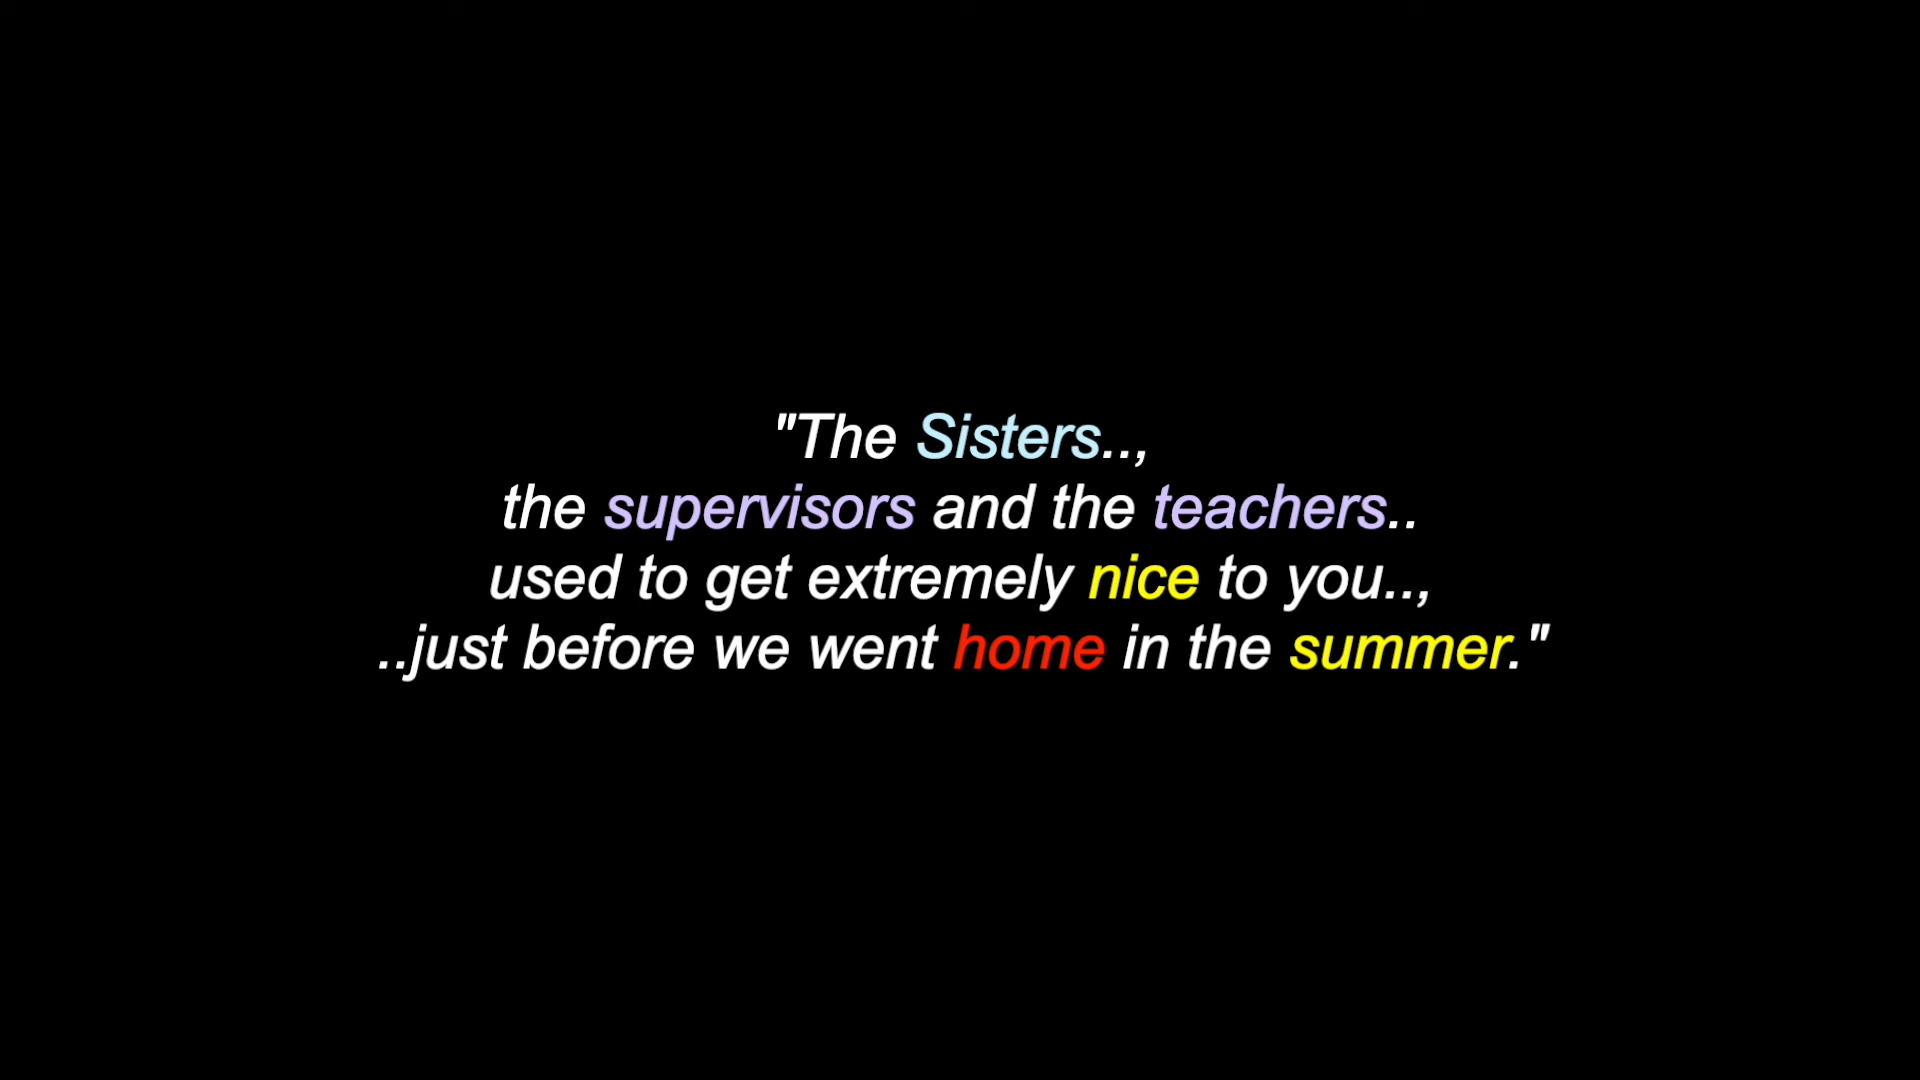 "The Sisters..,
the supervisors and the teachers..
used to get extremely nice to you..,
..just before we went home in the summer."